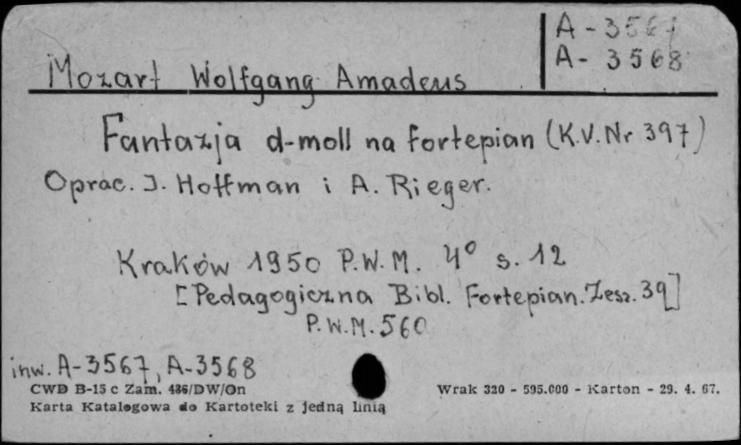 A-3567
A-3568
Mozart Wolfgang Amadeus
Fantazja d-moll na fortepian (K.V. Nr 397)
Oprac. J. Hoffman i A. Rieger.
Kraków 1950 P.W.M. 4° s. 12
[Pedagogiczna Bibl. Fortepian. Zesz. 39]
P.W.M. 560
inw. A-3567, A-3568
CWD B-15 c Zam. 436/DW/On
Wrak 320 - 595.000 - Karton - 29. 4. 67.
Karta Katalogowa do Kartoteki z jedną linią